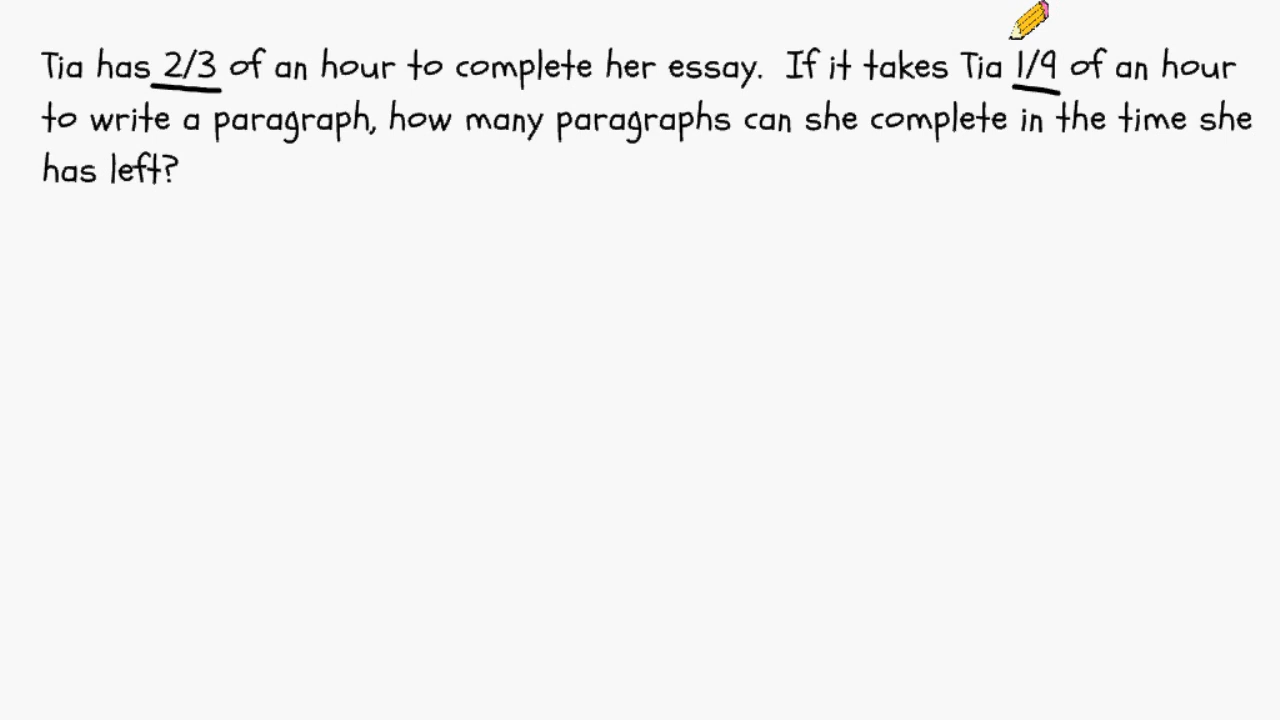 Tia has 2/3 of an hour to complete her essay. If it takes Tia 1/9 of an hour
to write a paragraph, how many paragraphs can she complete in the time she
has left?